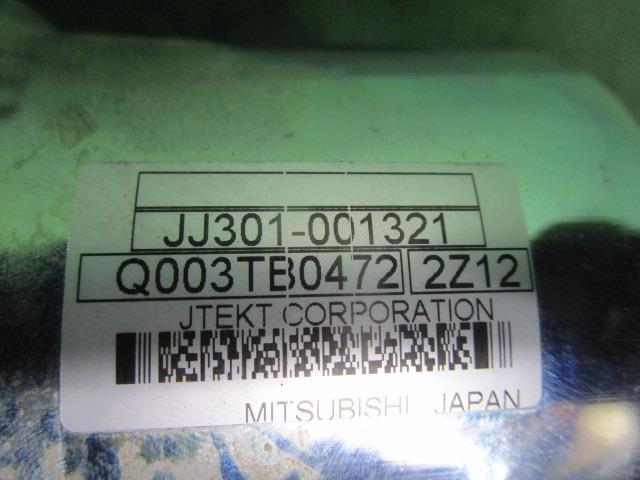 JJ301-001321
Q003TB0472 2Z12
JTEKT CORPORATION
MITSUBISHI JAPAN